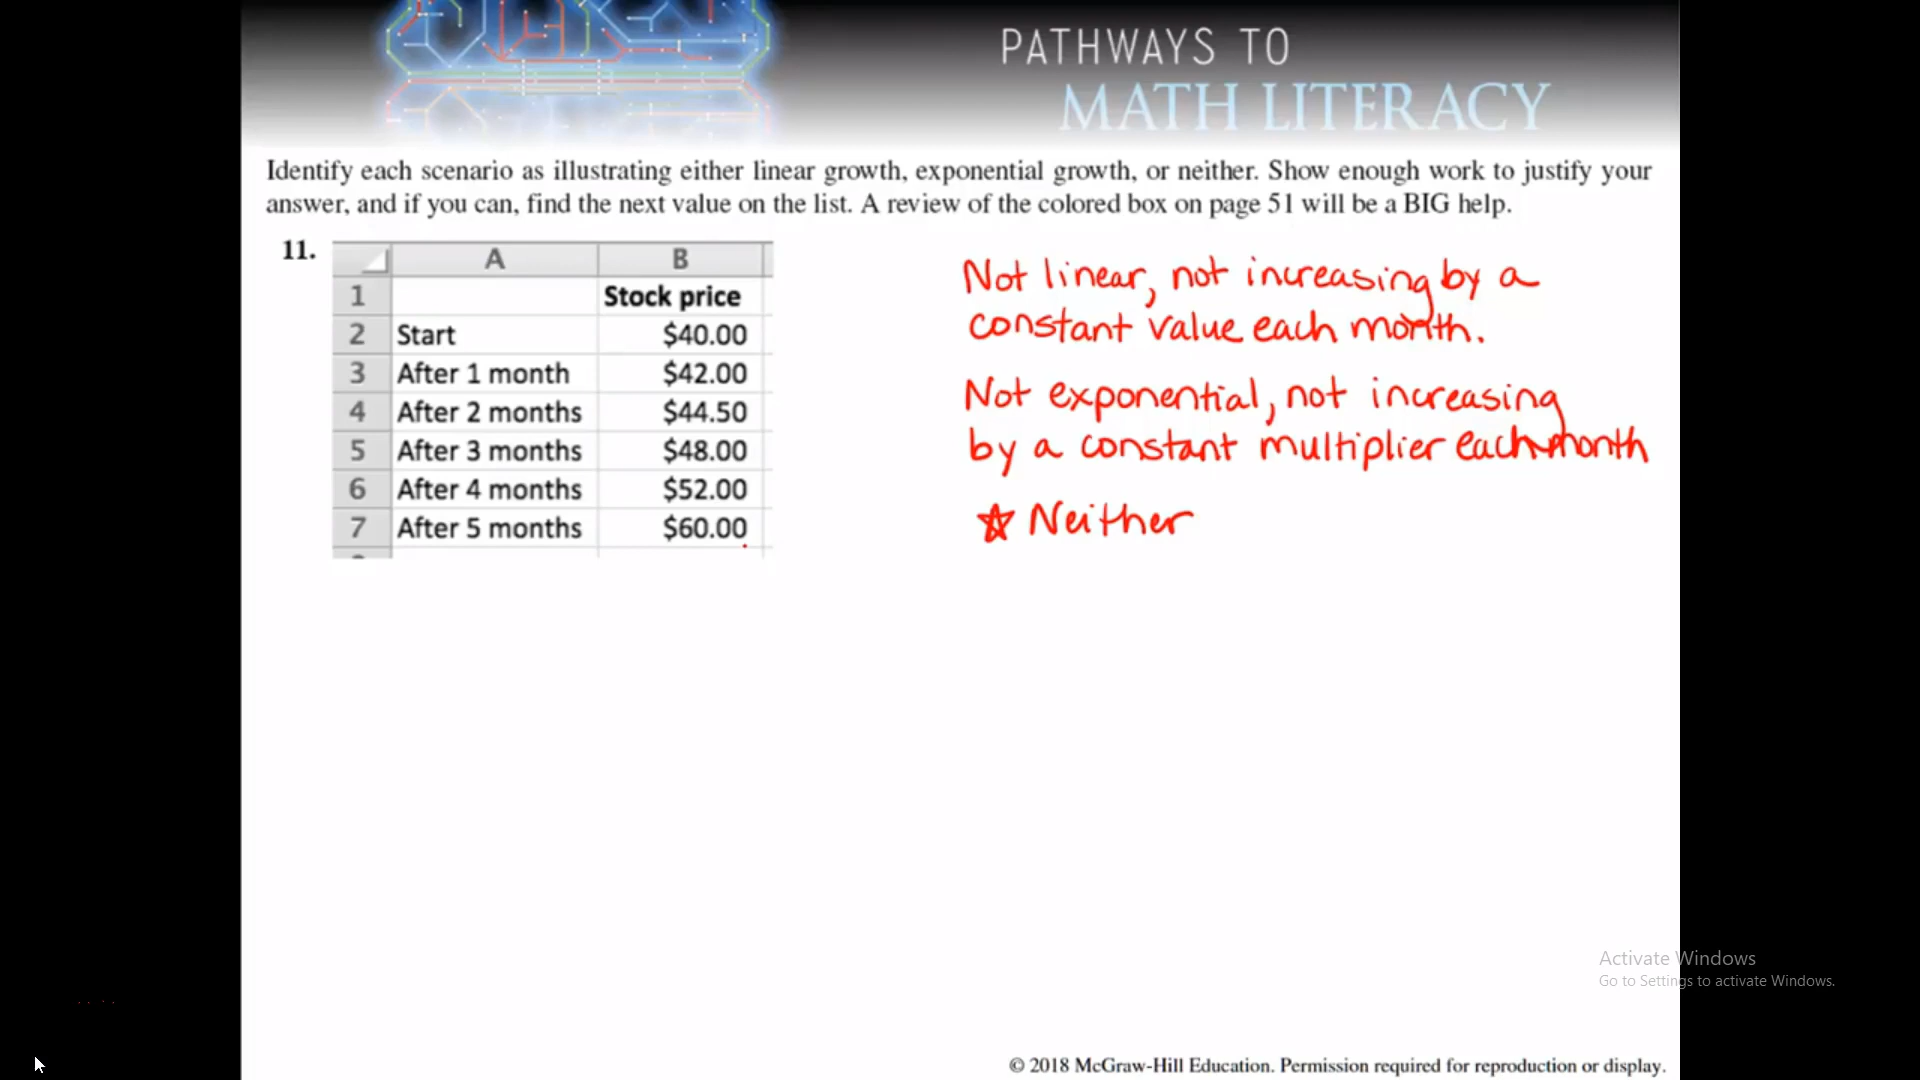 PATHWAYS TO
MATH LITERACY
Identify each scenario as illustrating either linear growth, exponential growth, or neither. Show enough work to justify your
answer, and if you can, find the next value on the list. A review of the colored box on page 51 will be a BIG help.
11.
A B
1 Stock price
2 Start $40.00
3 After 1 month $42.00
4 After 2 months $44.50
5 After 3 months $48.00
6 After 4 months $52.00
7 After 5 months $60.00
Not linear, not increasing by a
constant value each month.
Not exponential, not increasing
by a constant multiplier each month
☆ Neither
Activate Windows
Go to Settings to activate Windows.
© 2018 McGraw-Hill Education. Permission required for reproduction or display.